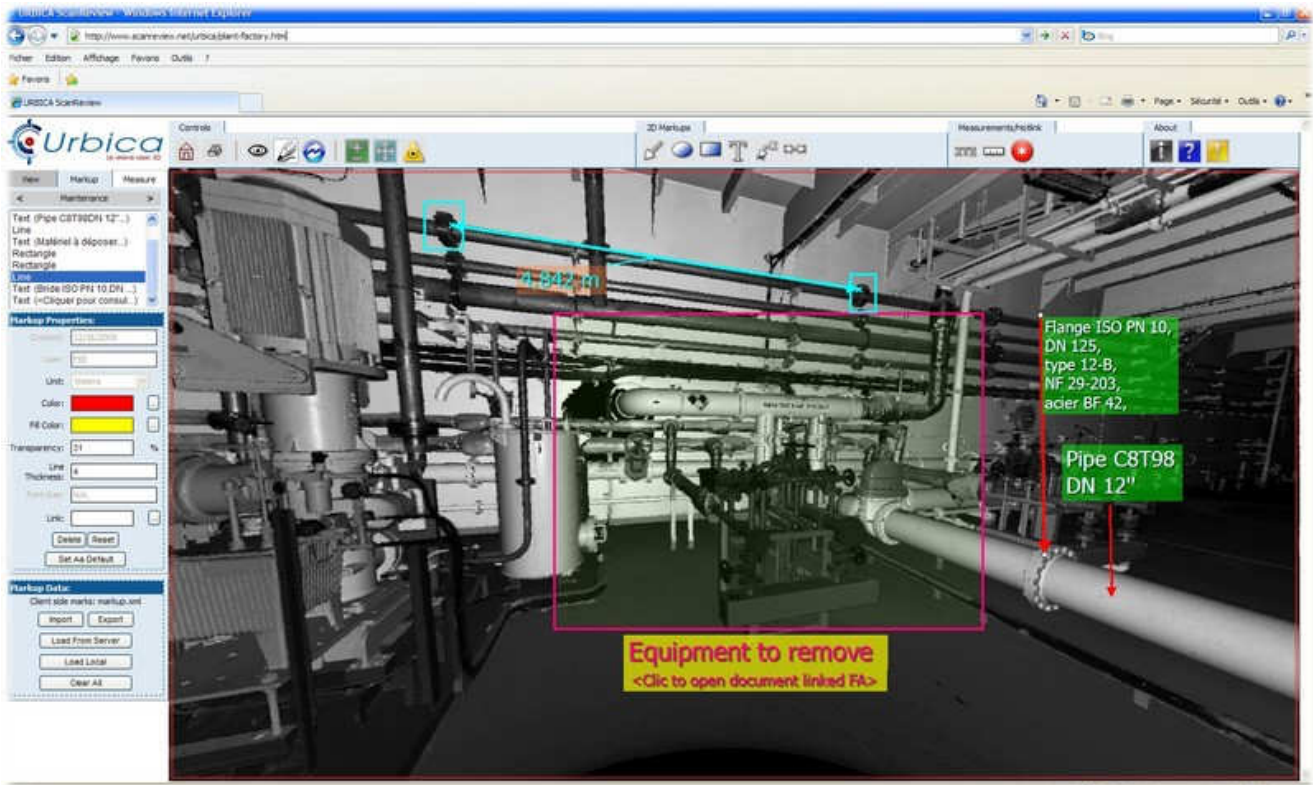 URBICA ScanReview - Windows Internet Explorer
http://www.scanreview.net/urbica/plant-factory.html
Bing
Fichier Edition Affichage Favoris Outils ?
Favoris
URBICA ScanReview
Page Sécurité Outils
Urbica
Controls
2D Markups
Measurements/Hotlink
About
View Markup Measure
< Maintenance >
Text (Pipe C8T98DN 12"...)
Line
Text (Matériel à déposer...)
Rectangle
Rectangle
Line
Text (Bride ISO PN 10,DN ...)
Text (<Cliquer pour consul...)
Markup Properties:
Unit: Meters
Color:
Fill Color:
Transparency: 31 %
Line
Thickness: 4
Font Size: N/A
Link:
Delete Reset
Set As Default
Markup Data:
Client side marks: markup.xml
Import Export
Load From Server
Load Local
Clear All
4.842 m
Flange ISO PN 10,
DN 125,
type 12-B,
NF 29-203,
acier BF 42,
Pipe C8T98
DN 12"
Equipment to remove
<Clic to open document linked FA>